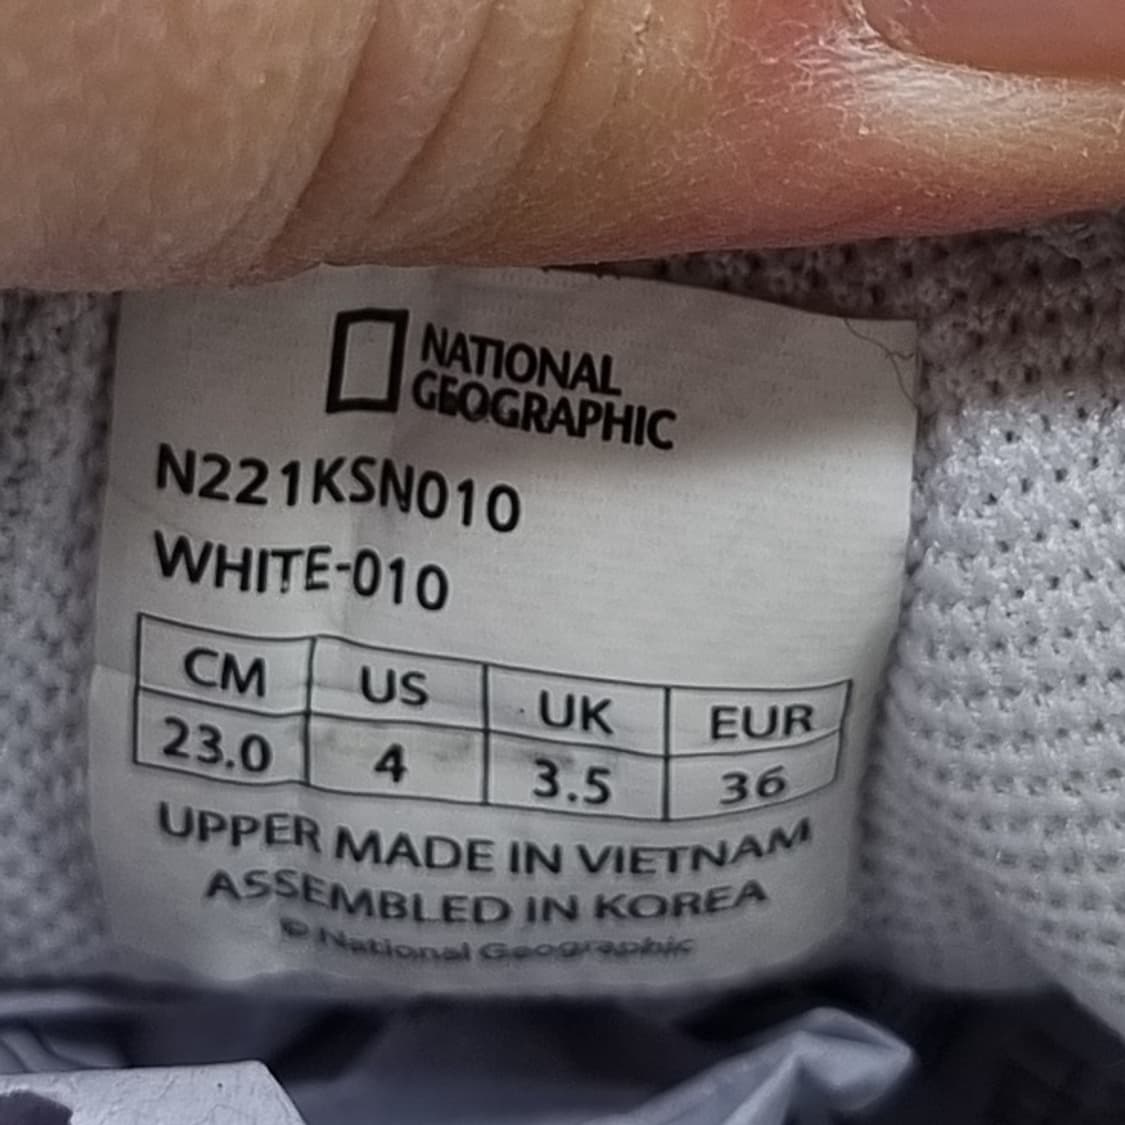 NATIONAL
GEOGRAPHIC
N221KSN010
WHITE-010
CM US UK EUR
23.0 4 3.5 36
UPPER MADE IN VIETNAM
ASSEMBLED IN KOREA
© National Geographic